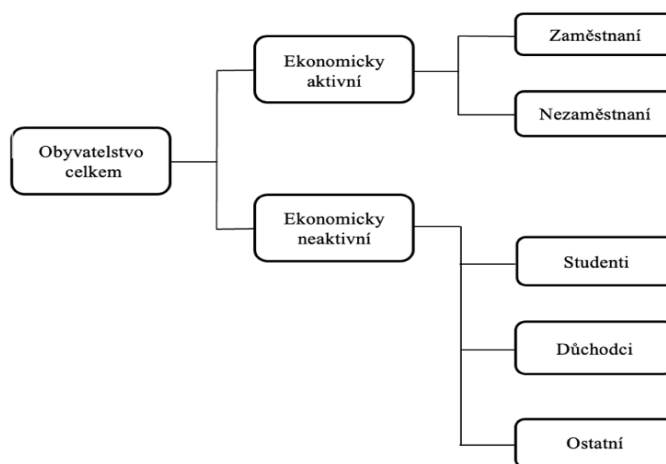 Obyvatelstvo
celkem
Ekonomicky
aktivní
Zaměstnaní
Nezaměstnaní
Ekonomicky
neaktivní
Studenti
Důchodci
Ostatní